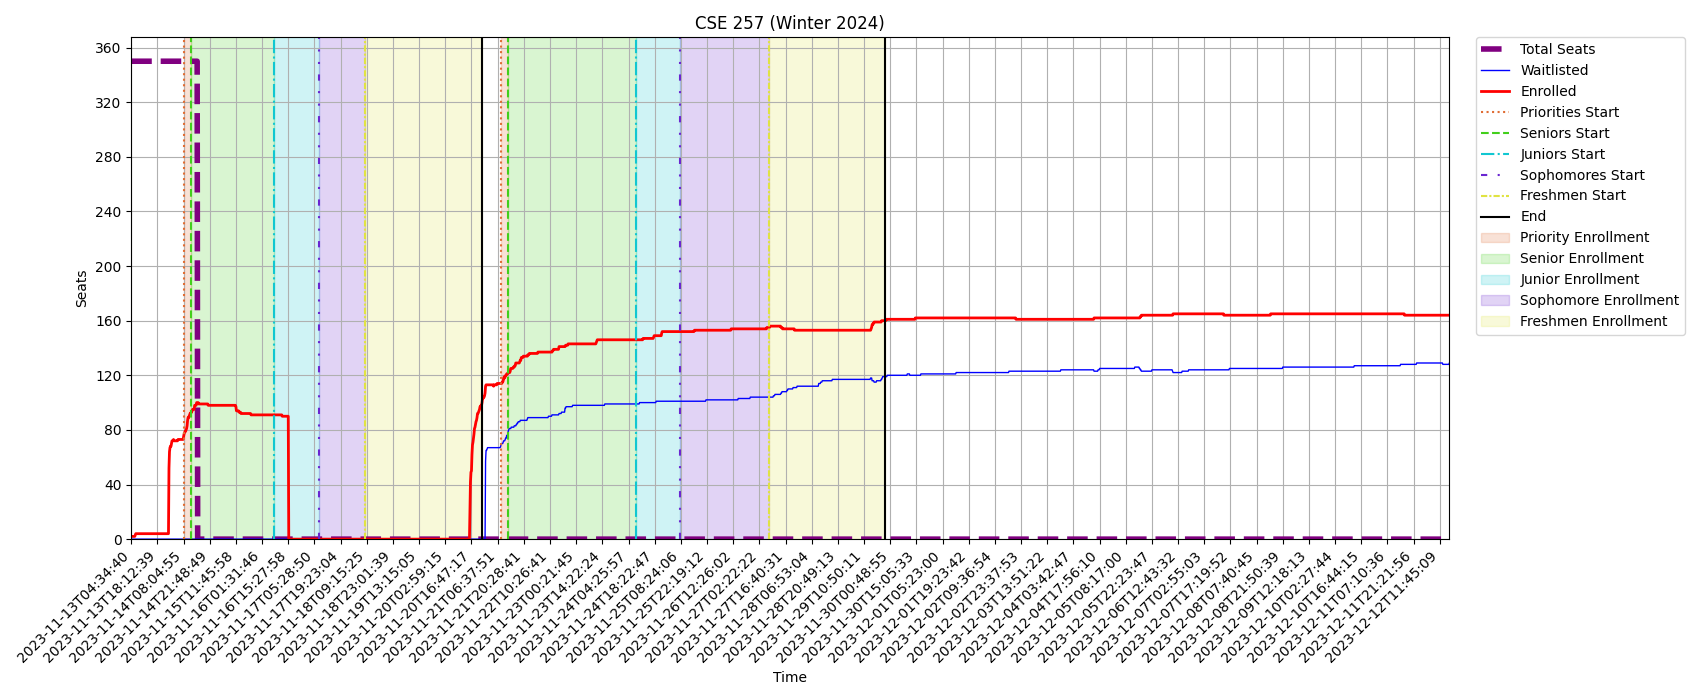 CSE 257 (Winter 2024)
360
320
280
240
200
160
120
80
40
0
Seats
2023-11-13T04:34:40
2023-11-13T18:12:39
2023-11-14T08:04:55
2023-11-14T21:48:49
2023-11-15T11:45:58
2023-11-16T01:31:46
2023-11-16T15:27:58
2023-11-17T05:28:50
2023-11-17T19:23:04
2023-11-18T09:15:25
2023-11-18T23:01:39
2023-11-19T13:15:05
2023-11-20T02:59:15
2023-11-20T16:47:17
2023-11-21T06:37:51
2023-11-21T20:28:41
2023-11-22T10:26:41
2023-11-23T00:21:45
2023-11-23T14:22:24
2023-11-24T04:25:57
2023-11-24T18:22:47
2023-11-25T08:24:06
2023-11-25T22:19:12
2023-11-26T12:26:02
2023-11-27T02:22:22
2023-11-27T16:40:31
2023-11-28T06:53:04
2023-11-28T20:49:13
2023-11-29T10:50:11
2023-11-30T00:48:55
2023-11-30T15:05:33
2023-12-01T05:23:00
2023-12-01T19:23:42
2023-12-02T09:36:54
2023-12-02T23:37:53
2023-12-03T13:51:22
2023-12-04T03:42:47
2023-12-04T17:56:10
2023-12-05T08:17:00
2023-12-05T22:23:47
2023-12-06T12:43:32
2023-12-07T02:55:03
2023-12-07T17:19:52
2023-12-08T07:40:45
2023-12-08T21:50:39
2023-12-09T12:18:13
2023-12-10T02:27:44
2023-12-10T16:44:15
2023-12-11T07:10:36
2023-12-11T21:21:56
2023-12-12T11:45:09
Time
Total Seats
Waitlisted
Enrolled
Priorities Start
Seniors Start
Juniors Start
Sophomores Start
Freshmen Start
End
Priority Enrollment
Senior Enrollment
Junior Enrollment
Sophomore Enrollment
Freshmen Enrollment